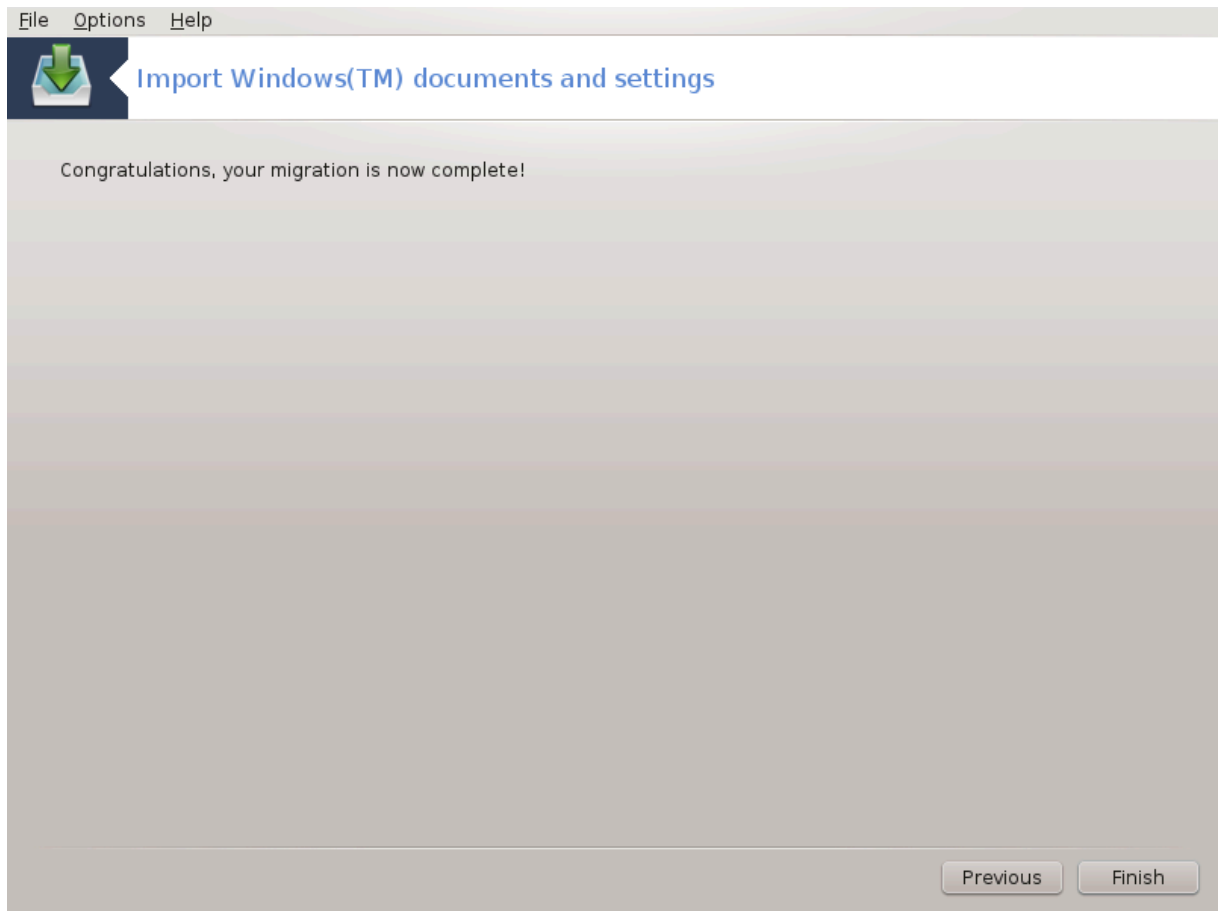 File Options Help
Import Windows(TM) documents and settings
Congratulations, your migration is now complete!
Previous Finish